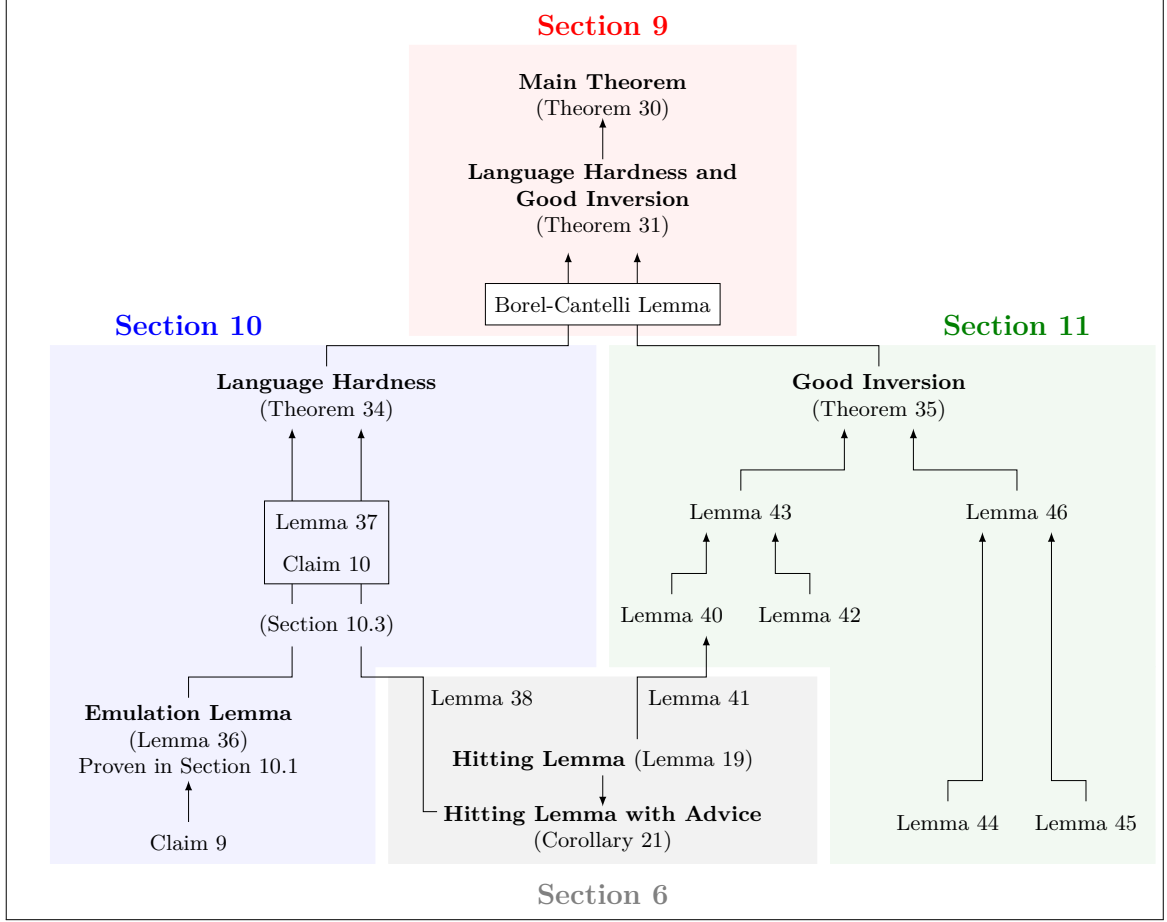 Section 9
Main Theorem
(Theorem 30)
Language Hardness and
Good Inversion
(Theorem 31)
Borel-Cantelli Lemma
Section 10
Section 11
Language Hardness
(Theorem 34)
Good Inversion
(Theorem 35)
Lemma 37
Claim 10
(Section 10.3)
Lemma 43
Lemma 46
Lemma 40
Lemma 42
Emulation Lemma
(Lemma 36)
Proven in Section 10.1
Claim 9
Lemma 38
Lemma 41
Hitting Lemma (Lemma 19)
Hitting Lemma with Advice
(Corollary 21)
Lemma 44
Lemma 45
Section 6